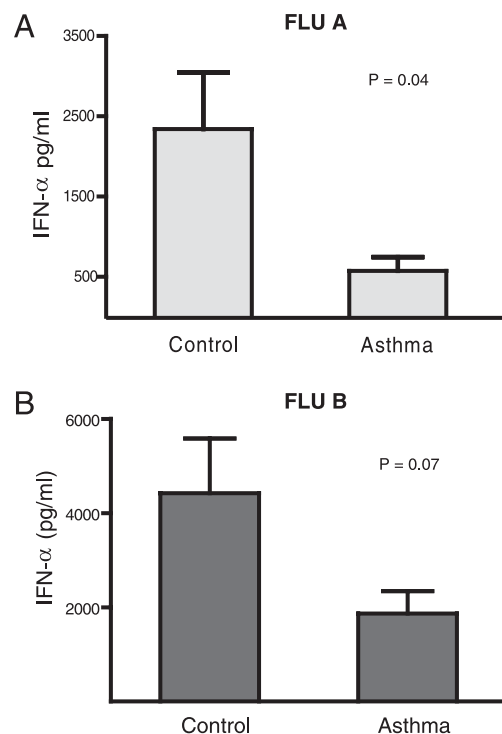 A
FLU A
3500
P = 0.04
2500
IFN-α pg/ml
1500
500
Control
Asthma
B
FLU B
6000
P = 0.07
4000
IFN-α (pg/ml)
2000
Control
Asthma